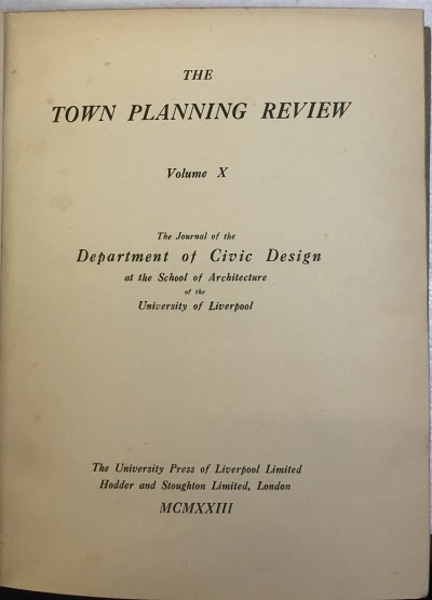 THE
TOWN PLANNING REVIEW
Volume X
The Journal of the
Department of Civic Design
at the School of Architecture
of the
University of Liverpool
The University Press of Liverpool Limited
Hodder and Stoughton Limited, London
MCMXXIII